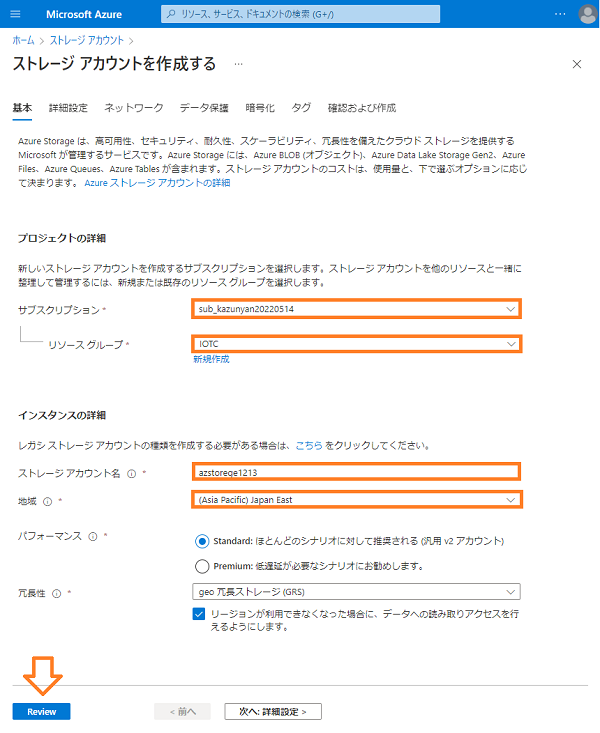 Microsoft Azure
リソース、サービス、ドキュメントの検索 (G+/)
ホーム > ストレージ アカウント >
ストレージ アカウントを作成する ...
基本 詳細設定 ネットワーク データ保護 暗号化 タグ 確認および作成
Azure Storage は、高可用性、セキュリティ、耐久性、スケーラビリティ、冗長性を備えたクラウド ストレージを提供する
Microsoft が管理するサービスです。Azure Storage には、Azure BLOB (オブジェクト)、Azure Data Lake Storage Gen2、Azure
Files、Azure Queues、Azure Tables が含まれます。ストレージ アカウントのコストは、使用量と、下で選ぶオプションに応じ
て決まります。 Azure ストレージ アカウントの詳細
プロジェクトの詳細
新しいストレージ アカウントを作成するサブスクリプションを選択します。ストレージ アカウントを他のリソースと一緒に
整理して管理するには、新規または既存のリソース グループを選択します。
サブスクリプション * sub_kazunyan20220514
リソース グループ * IOTC
新規作成
インスタンスの詳細
レガシ ストレージ アカウントの種類を作成する必要がある場合は、こちら をクリックしてください。
ストレージ アカウント名 * azstorege1213
地域 * (Asia Pacific) Japan East
パフォーマンス * Standard: ほとんどのシナリオに対して推奨される (汎用 v2 アカウント)
Premium: 低遅延が必要なシナリオにお勧めします。
冗長性 * geo 冗長ストレージ (GRS)
リージョンが利用できなくなった場合に、データへの読み取りアクセスを行
えるようにします。
Review < 前へ 次へ: 詳細設定 >